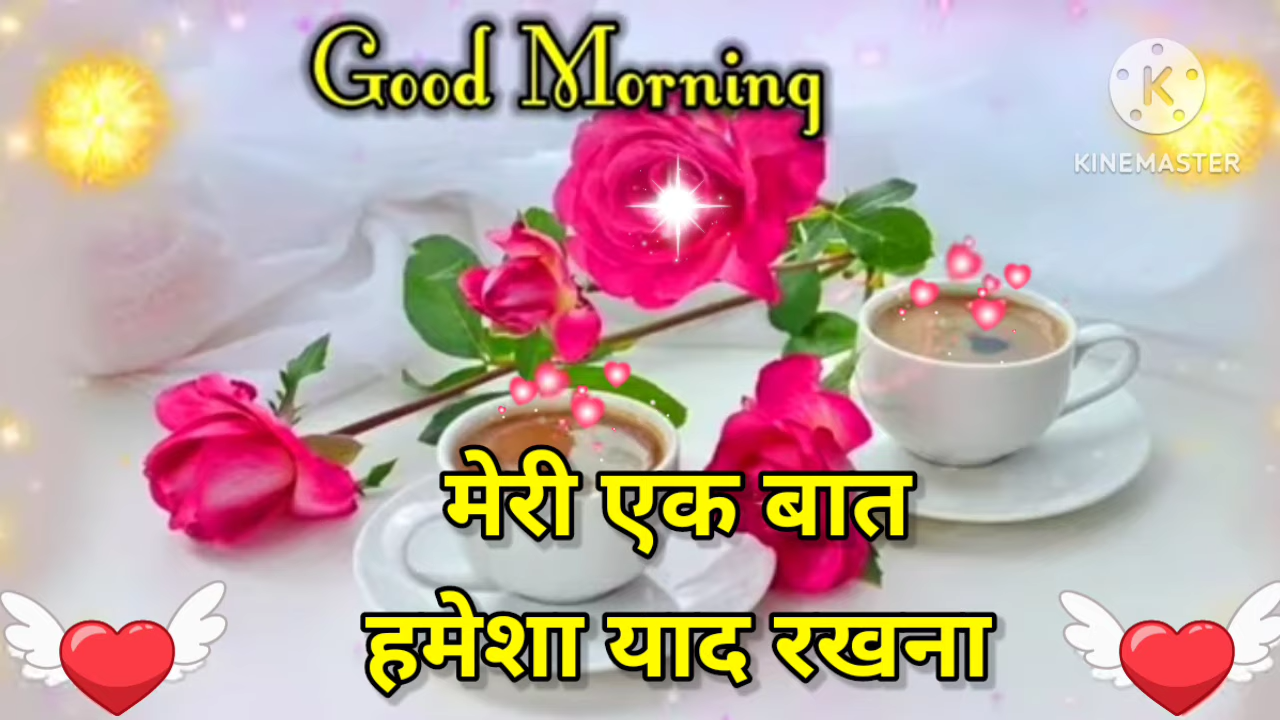 Good Morning
K
KINEMASTER
मेरी एक बात
हमेशा याद रखना